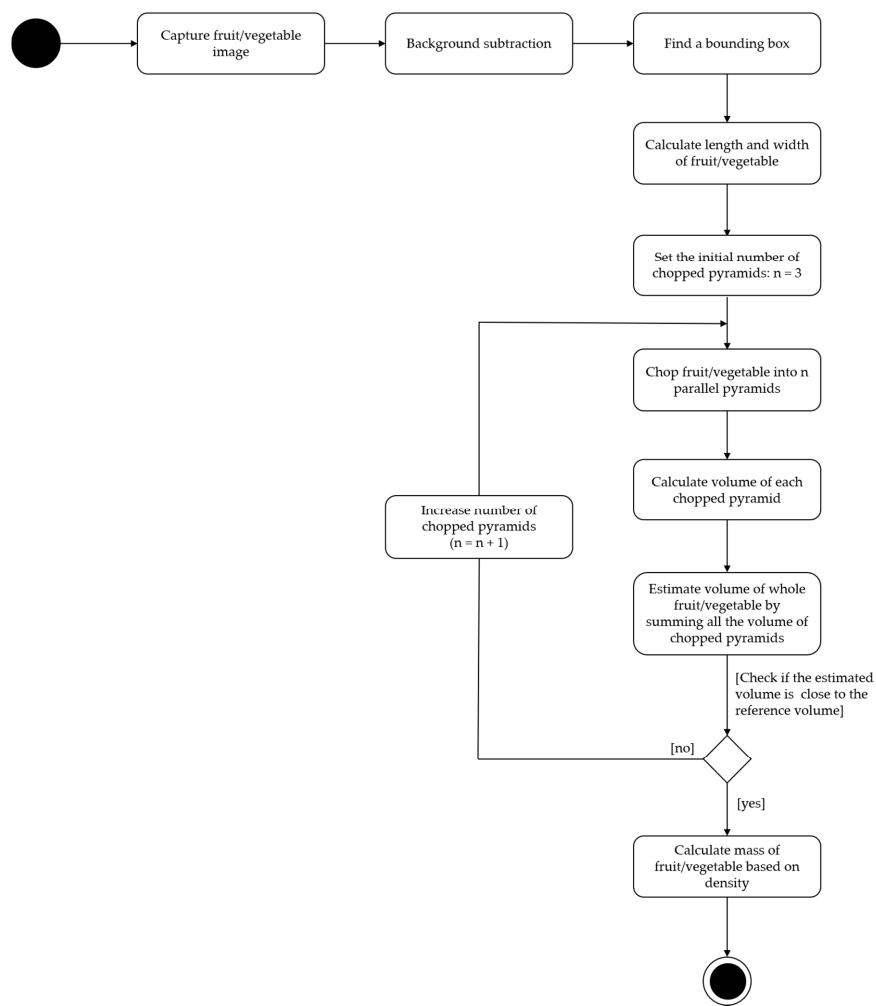 Capture fruit/vegetable
image
Background subtraction
Find a bounding box
Calculate length and width
of fruit/vegetable
Set the initial number of
chopped pyramids: n = 3
Chop fruit/vegetable into n
parallel pyramids
Calculate volume of each
chopped pyramid
Increase number of
chopped pyramids
(n = n + 1)
Estimate volume of whole
fruit/vegetable by
summing all the volume of
chopped pyramids
[Check if the estimated
volume is close to the
reference volume]
[no]
[yes]
Calculate mass of
fruit/vegetable based on
density